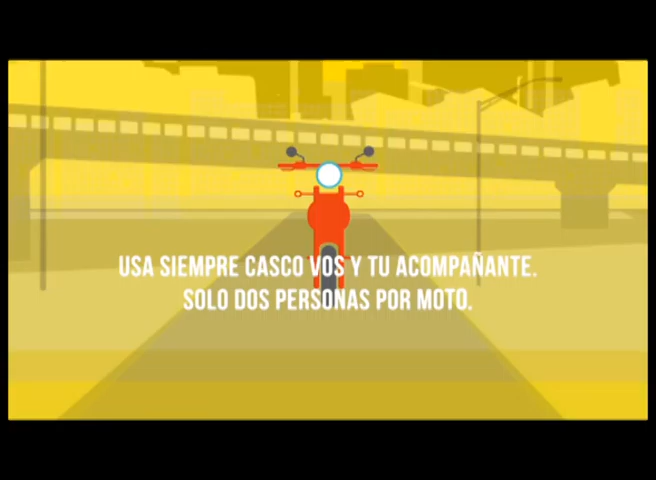 USA SIEMPRE CASCO VOS Y TU ACOMPAÑANTE.
SOLO DOS PERSONAS POR MOTO.